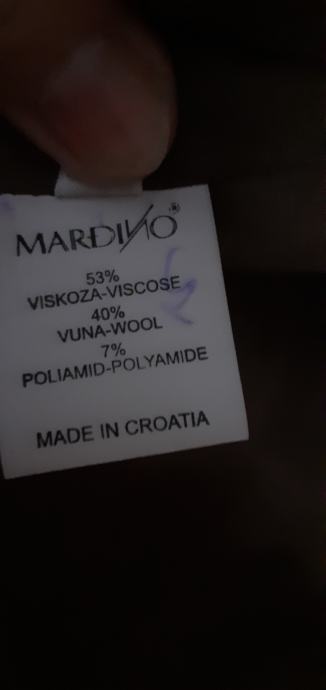 MARDINO®
53%
VISKOZA-VISCOSE
40%
VUNA-WOOL
7%
POLIAMID-POLYAMIDE
MADE IN CROATIA